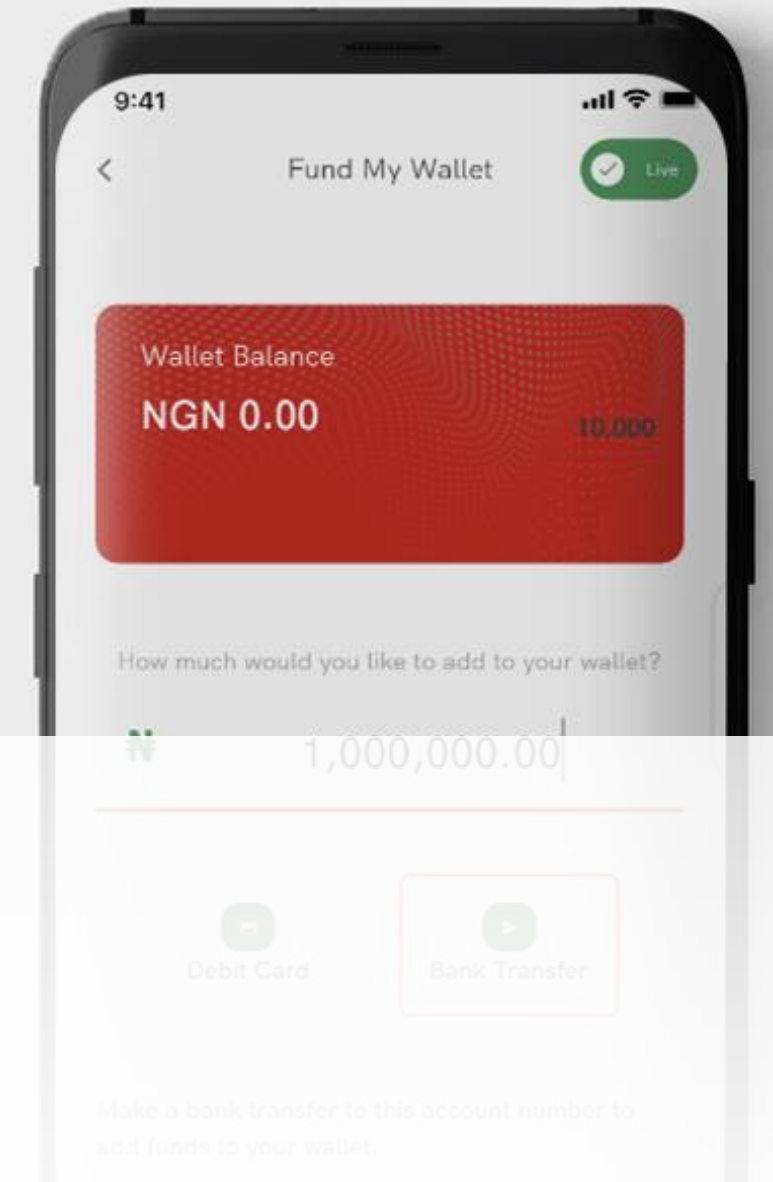 9:41
Fund My Wallet
Live
Wallet Balance
NGN 0.00
10,000
How much would you like to add to your wallet?
₦ 1,000,000.00
Debit Card
Bank Transfer
Make a bank transfer to this account number to
add funds to your wallet